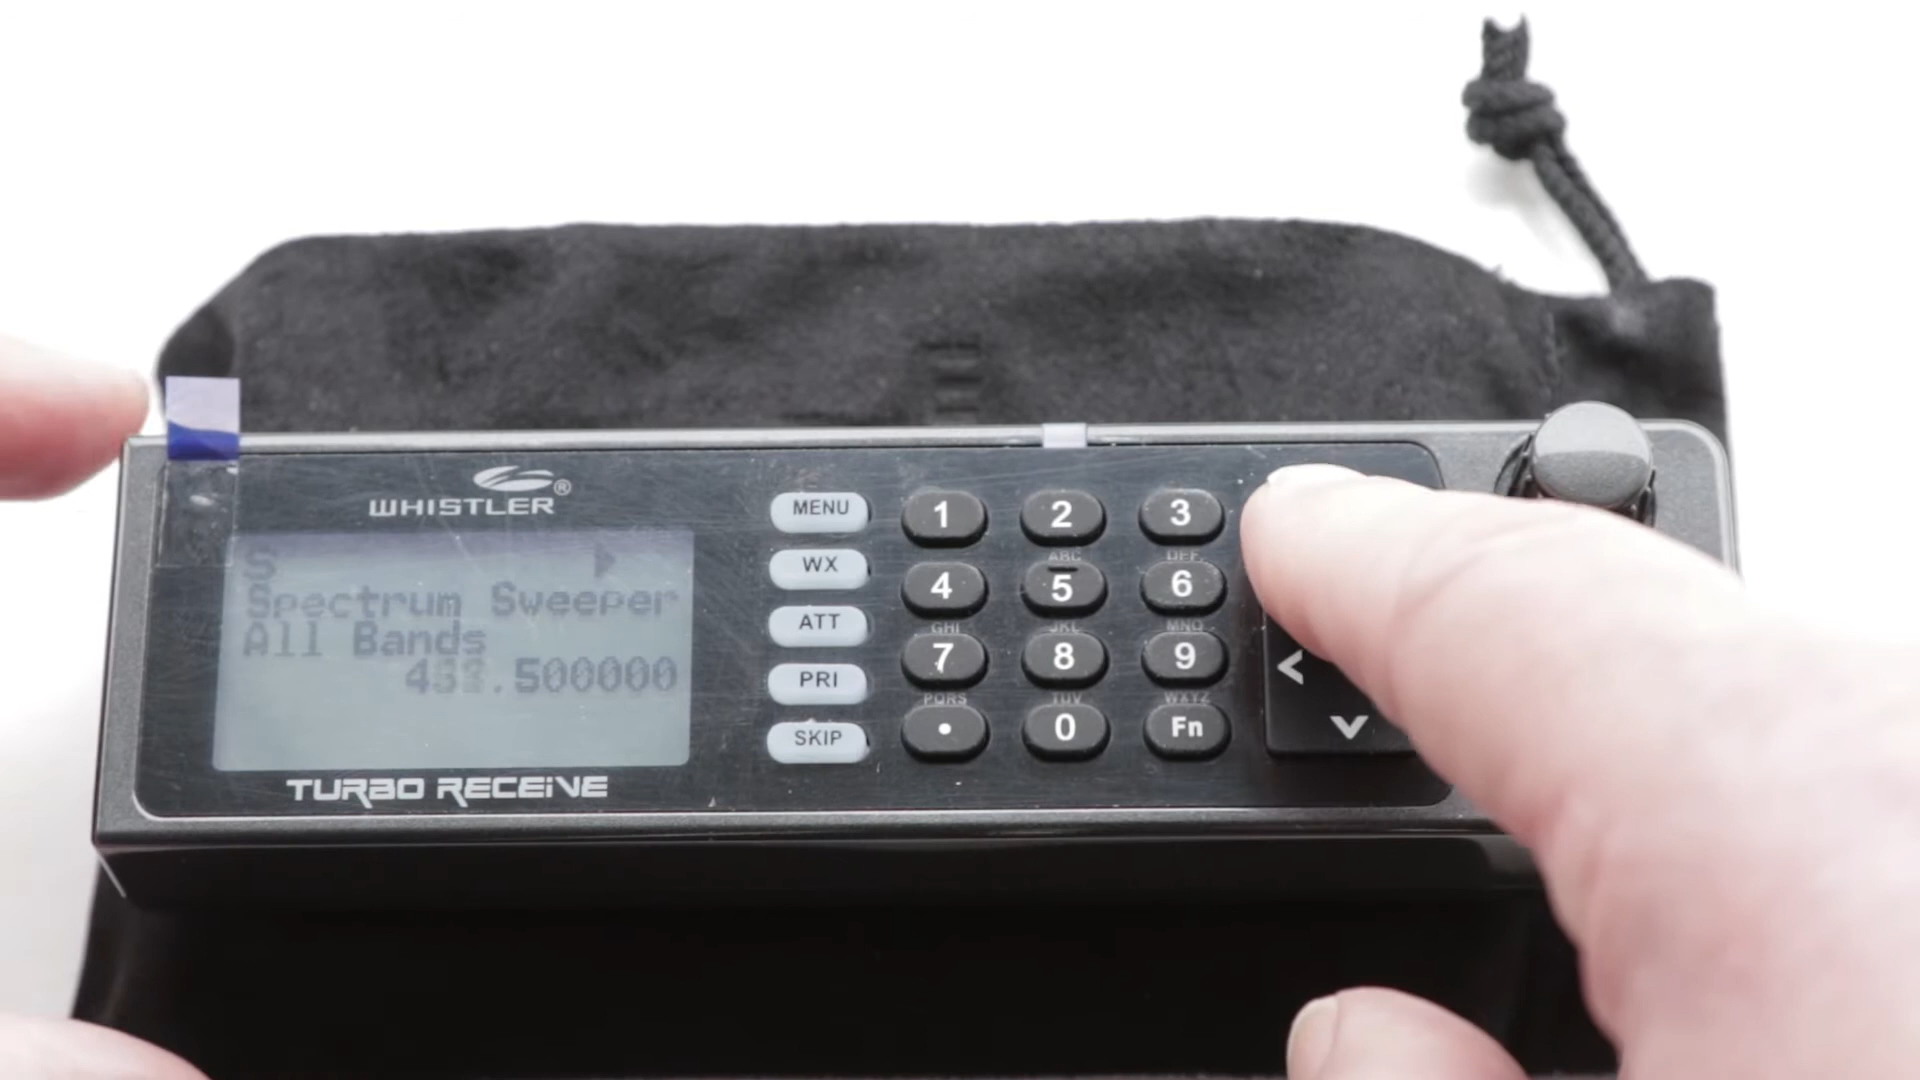 WHISTLER®
S
Spectrum Sweeper
All Bands
.500000
TURBO RECEIVE
MENU
WX
ATT
PRI
SKIP
1 2 3
ABC DEF
4 5 6
GHI JKL MNO
7 8 9
PQRS TUV WXYZ
• 0 Fn